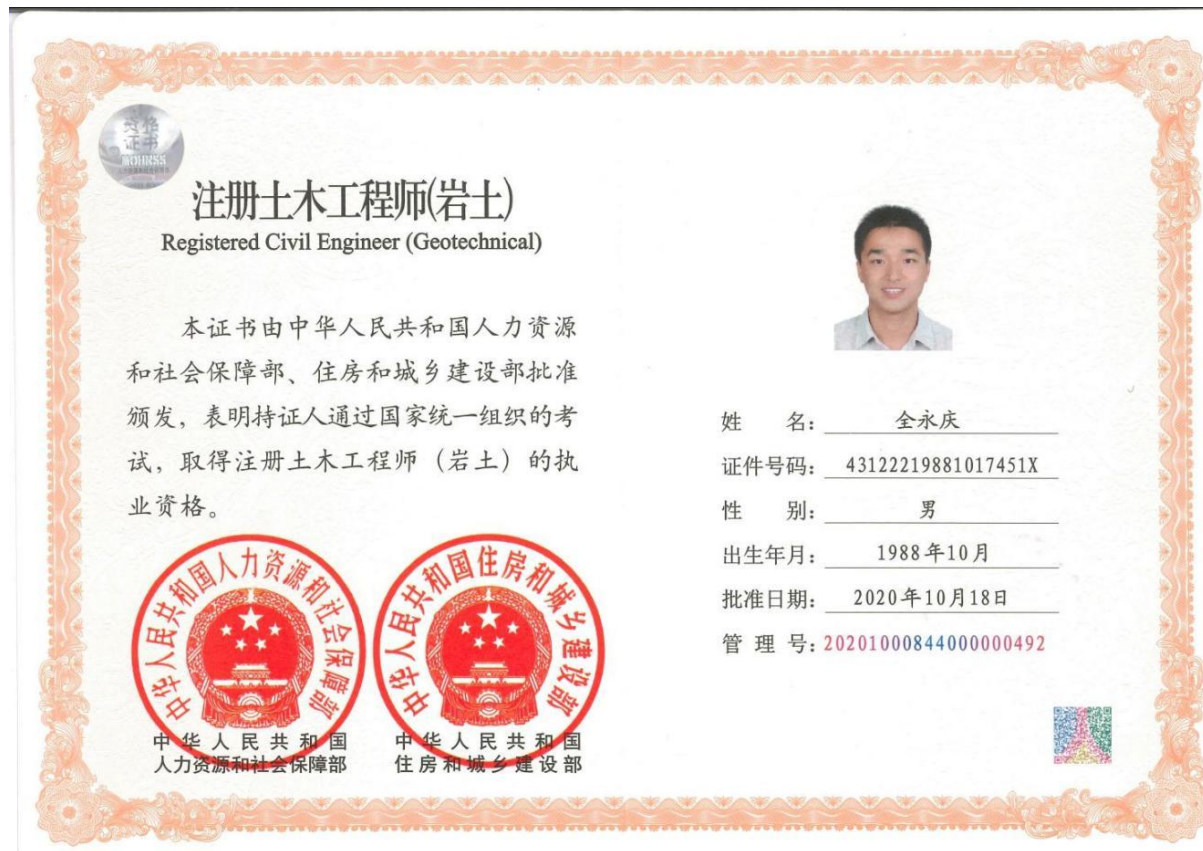 资格
证书
MOHRSS
注册土木工程师(岩土)
Registered Civil Engineer (Geotechnical)
本证书由中华人民共和国人力资源
和社会保障部、住房和城乡建设部批准
颁发，表明持证人通过国家统一组织的考
试，取得注册土木工程师（岩土）的执
业资格。
中华人民共和国人力资源和社会保障部
中华人民共和国住房和城乡建设部
中华人民共和国
人力资源和社会保障部
中华人民共和国
住房和城乡建设部
姓 名: 全永庆
证件号码: 43122219881017451X
性 别: 男
出生年月: 1988年10月
批准日期: 2020年10月18日
管 理 号: 20201000844000000492